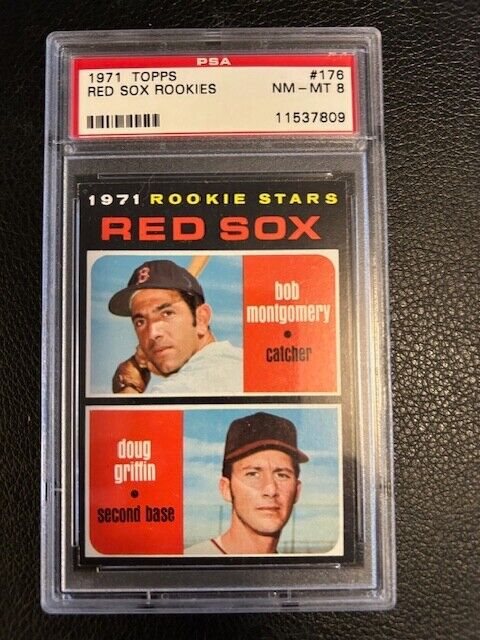 PSA
1971 TOPPS #176
RED SOX ROOKIES NM-MT 8
11537809
1971 ROOKIE STARS
RED SOX
B
bob
montgomery
catcher
doug
griffin
second base